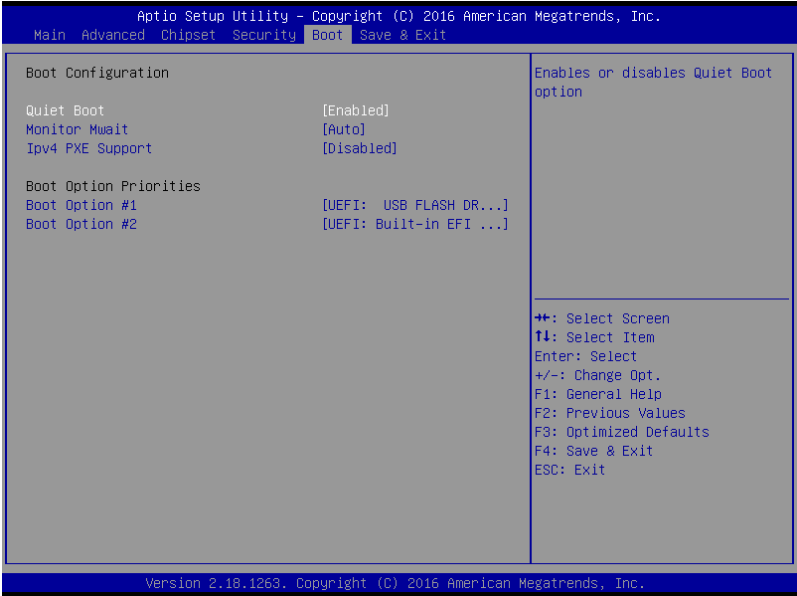 Aptio Setup Utility – Copyright (C) 2016 American Megatrends, Inc.
Main Advanced Chipset Security Boot Save & Exit
Boot Configuration
Quiet Boot [Enabled]
Monitor Mwait [Auto]
Ipv4 PXE Support [Disabled]
Boot Option Priorities
Boot Option #1 [UEFI: USB FLASH DR...]
Boot Option #2 [UEFI: Built-in EFI ...]
Enables or disables Quiet Boot
option
→←: Select Screen
↑↓: Select Item
Enter: Select
+/-: Change Opt.
F1: General Help
F2: Previous Values
F3: Optimized Defaults
F4: Save & Exit
ESC: Exit
Version 2.18.1263. Copyright (C) 2016 American Megatrends, Inc.